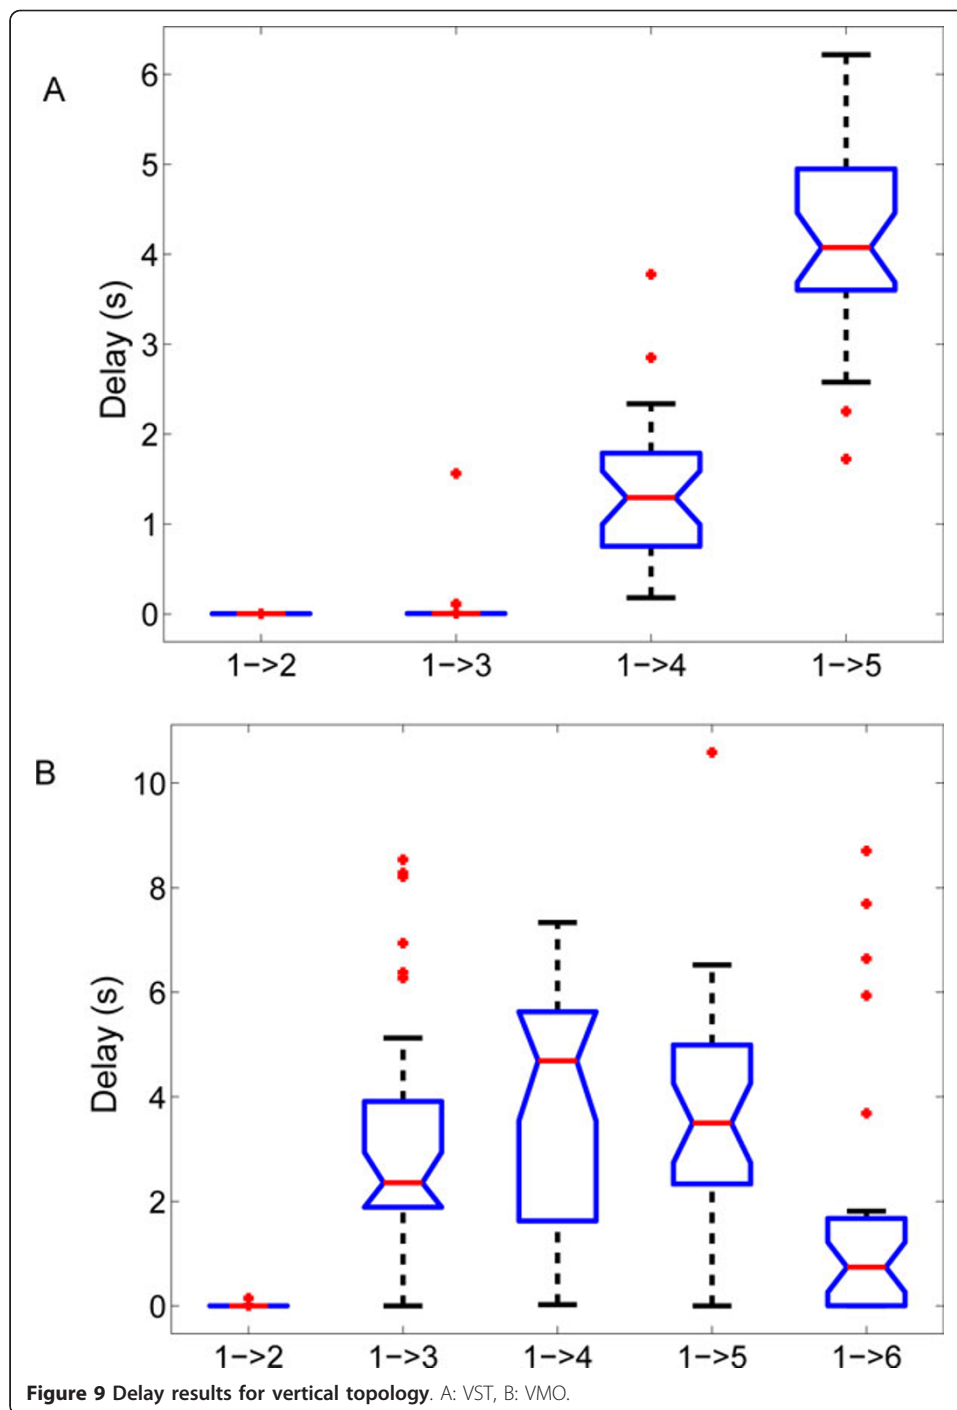 A
Delay (s)
6
5
4
3
2
1
0
1->2 1->3 1->4 1->5
B
Delay (s)
10
8
6
4
2
0
1->2 1->3 1->4 1->5 1->6
Figure 9 Delay results for vertical topology. A: VST, B: VMO.